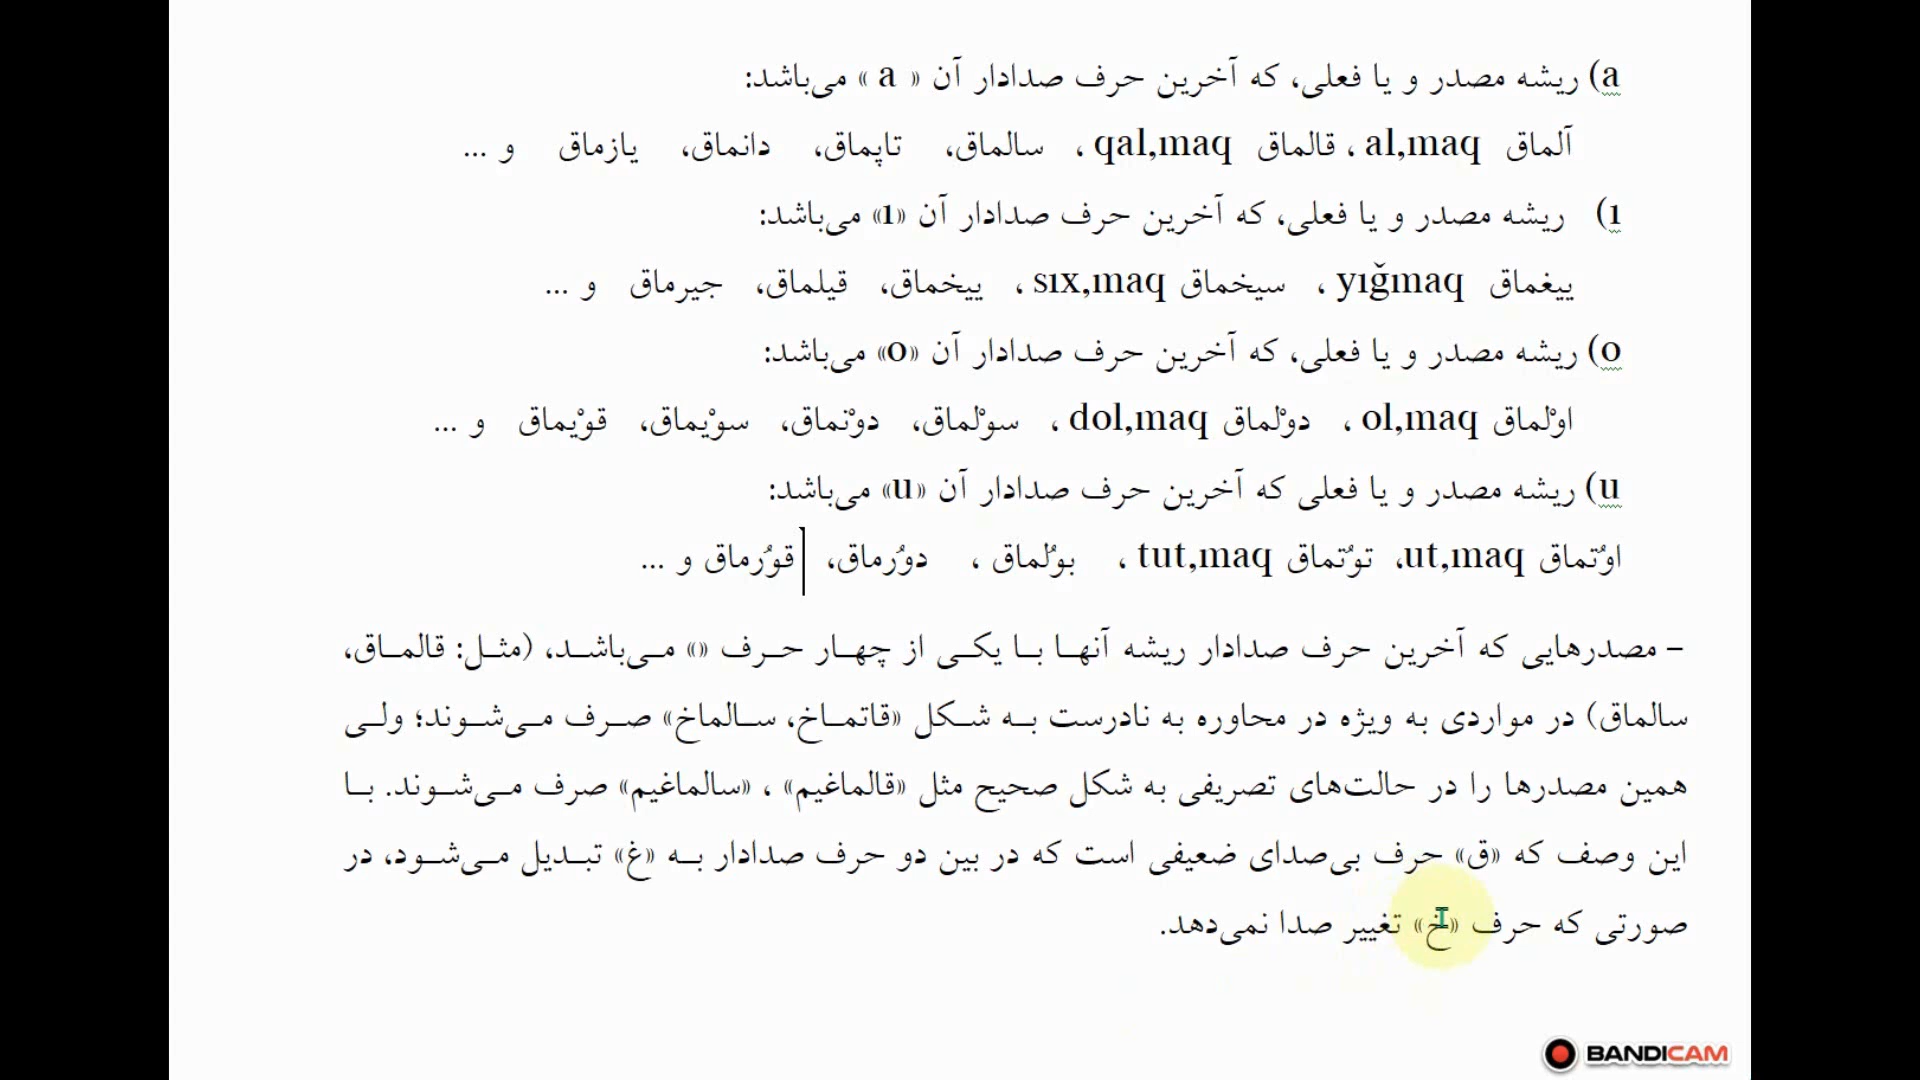 a) ریشه مصدر و یا فعلی، که آخرین حرف صدادار آن « a » می‌باشد:
آلماق al,maq ، قالماق qal,maq ، سالماق، تاپماق، دانماق، یازماق و ...
ı) ریشه مصدر و یا فعلی، که آخرین حرف صدادار آن «ı» می‌باشد:
ییغماق yığmaq ، سیخماق sıx,maq ، ییخماق، قیلماق، جیرماق و ...
o) ریشه مصدر و یا فعلی، که آخرین حرف صدادار آن «o» می‌باشد:
اوْلماق ol,maq ، دوْلماق dol,maq ، سوْلماق، دوْنماق، سوْیماق، قوْیماق و ...
u) ریشه مصدر و یا فعلی که آخرین حرف صدادار آن «u» می‌باشد:
اوُتماق ut,maq، توُتماق tut,maq ، بوُلماق ، دوُرماق، قوُرماق و ...
– مصدرهایی که آخرین حرف صدادار ریشه آنها با یکی از چهار حرف «» می‌باشد، (مثل: قالماق،
سالماق) در مواردی به ویژه در محاوره به نادرست به شکل «قاتماخ، سالماخ» صرف می‌شوند؛ ولی
همین مصدرها را در حالت‌های تصریفی به شکل صحیح مثل «قالماغیم» ، «سالماغیم» صرف می‌شوند. با
این وصف که «ق» حرف بی‌صدای ضعیفی است که در بین دو حرف صدادار به «غ» تبدیل می‌شود، در
صورتی که حرف «خ» تغییر صدا نمی‌دهد.
BANDICAM